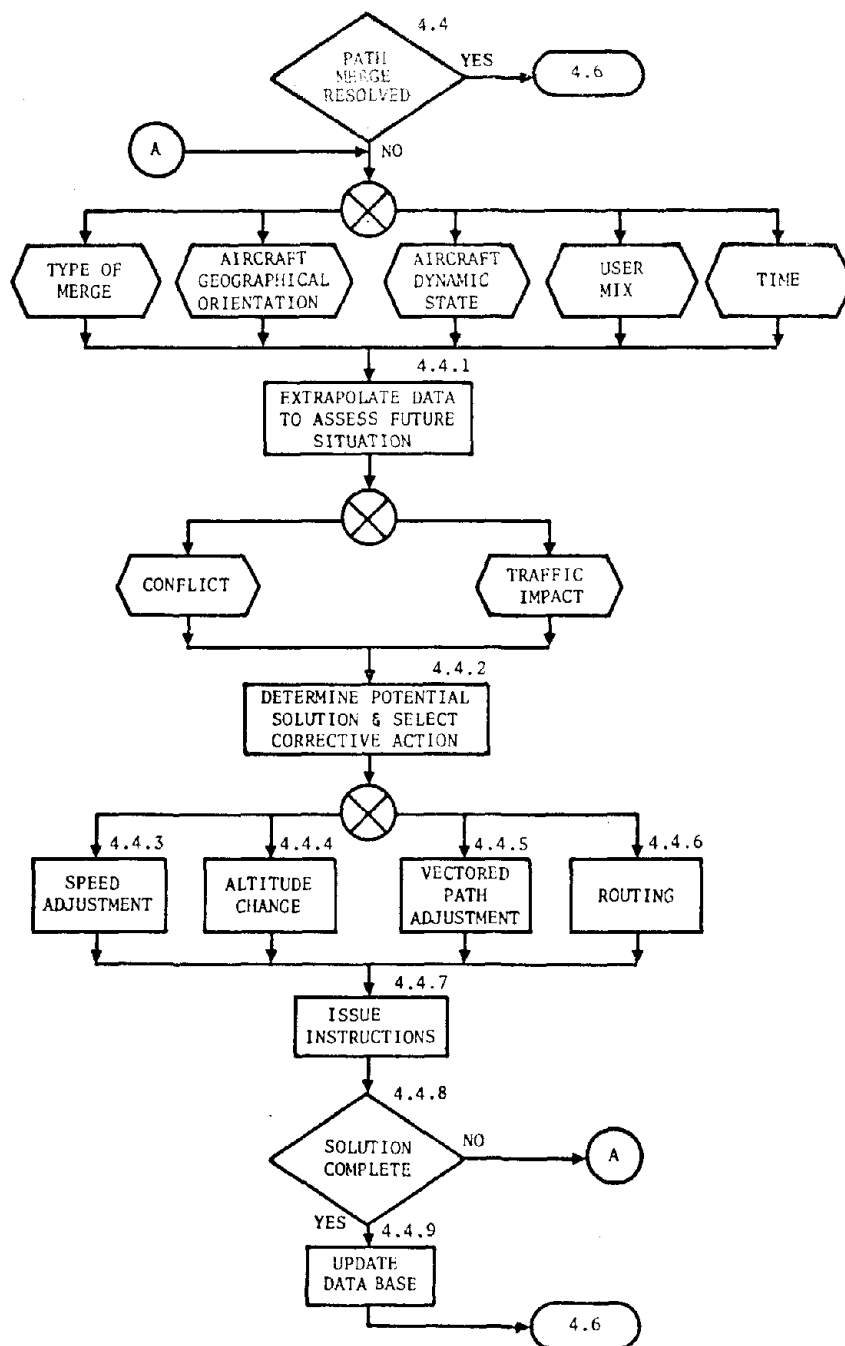 4.4
PATH
MERGE
RESOLVED
YES
4.6
A
NO
TYPE OF
MERGE
AIRCRAFT
GEOGRAPHICAL
ORIENTATION
AIRCRAFT
DYNAMIC
STATE
USER
MIX
TIME
4.4.1
EXTRAPOLATE DATA
TO ASSESS FUTURE
SITUATION
CONFLICT
TRAFFIC
IMPACT
4.4.2
DETERMINE POTENTIAL
SOLUTION & SELECT
CORRECTIVE ACTION
4.4.3
SPEED
ADJUSTMENT
4.4.4
ALTITUDE
CHANGE
4.4.5
VECTORED
PATH
ADJUSTMENT
4.4.6
ROUTING
4.4.7
ISSUE
INSTRUCTIONS
4.4.8
SOLUTION
COMPLETE
NO
A
YES
4.4.9
UPDATE
DATA BASE
4.6